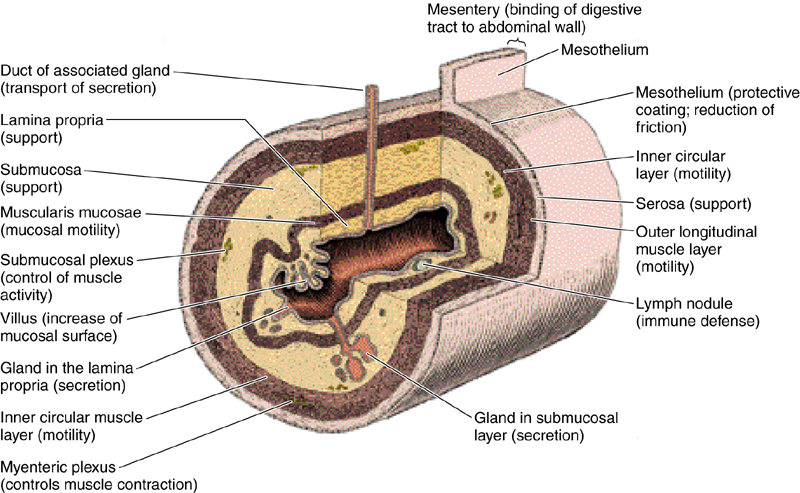 Mesentery (binding of digestive
tract to abdominal wall)
Mesothelium
Duct of associated gland
(transport of secretion)
Lamina propria
(support)
Submucosa
(support)
Muscularis mucosae
(mucosal motility)
Submucosal plexus
(control of muscle
activity)
Villus (increase of
mucosal surface)
Gland in the lamina
propria (secretion)
Inner circular muscle
layer (motility)
Myenteric plexus
(controls muscle contraction)
Mesothelium (protective
coating; reduction of
friction)
Inner circular
layer (motility)
Serosa (support)
Outer longitudinal
muscle layer
(motility)
Lymph nodule
(immune defense)
Gland in submucosal
layer (secretion)